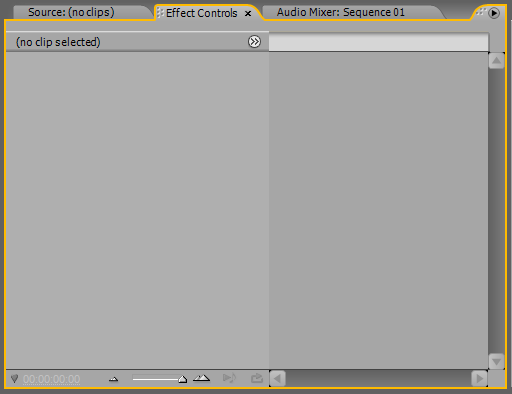 Source: (no clips)
Effect Controls
Audio Mixer: Sequence 01
(no clip selected)
00:00:00:00